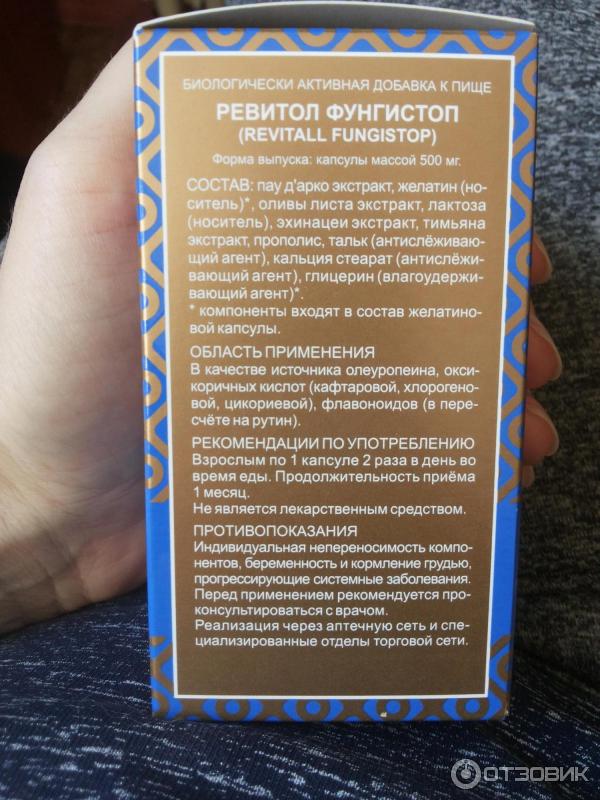 БИОЛОГИЧЕСКИ АКТИВНАЯ ДОБАВКА К ПИЩЕ
РЕВИТОЛ ФУНГИСТОП
(REVITALL FUNGISTOP)
Форма выпуска: капсулы массой 500 мг.
СОСТАВ: пау д'арко экстракт, желатин (но-
ситель)*, оливы листа экстракт, лактоза
(носитель), эхинацеи экстракт, тимьяна
экстракт, прополис, тальк (антислёживаю-
щий агент), кальция стеарат (антислёжи-
вающий агент), глицерин (влагоудержи-
вающий агент)*.
* компоненты входят в состав желатино-
вой капсулы.
ОБЛАСТЬ ПРИМЕНЕНИЯ
В качестве источника олеуропеина, окси-
коричных кислот (кафтаровой, хлорогено-
вой, цикориевой), флавоноидов (в пере-
счёте на рутин).
РЕКОМЕНДАЦИИ ПО УПОТРЕБЛЕНИЮ
Взрослым по 1 капсуле 2 раза в день во
время еды. Продолжительность приёма
1 месяц.
Не является лекарственным средством.
ПРОТИВОПОКАЗАНИЯ
Индивидуальная непереносимость компо-
нентов, беременность и кормление грудью,
прогрессирующие системные заболевания.
Перед применением рекомендуется про-
консультироваться с врачом.
Реализация через аптечную сеть и спе-
циализированные отделы торговой сети.
ОТЗОВИК